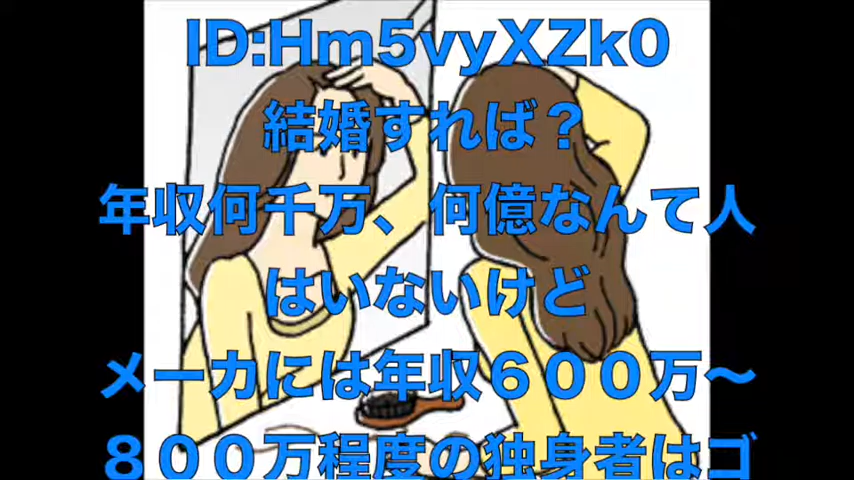 ID:Hm5vyXZk0
結婚すれば？
年収何千万、何億なんて人
はいないけど
メーカには年収６００万～
８００万程度の独身者はゴ